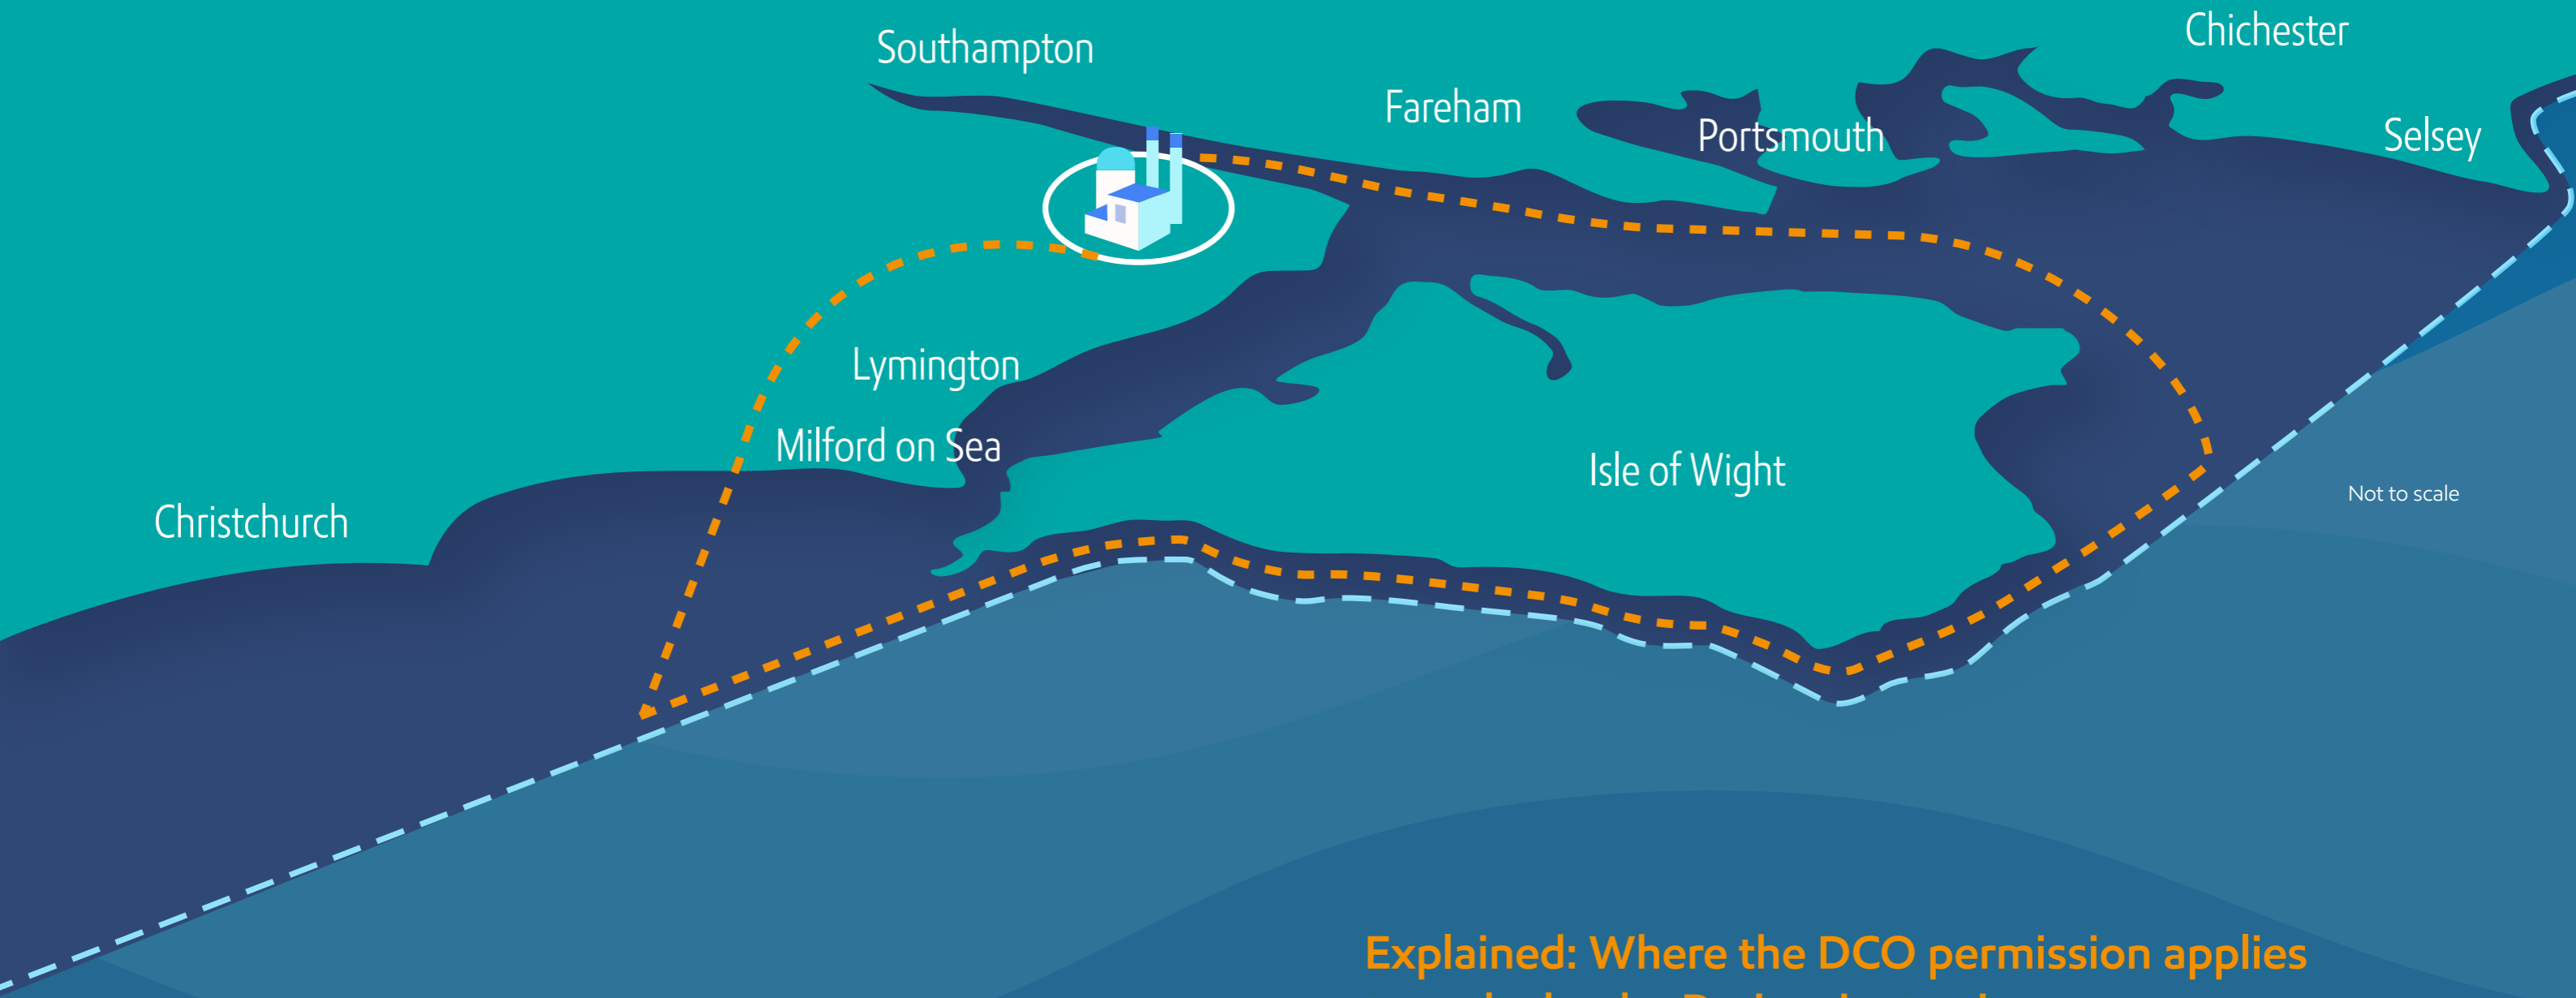 Southampton
Chichester
Fareham
Portsmouth
Selsey
Lymington
Milford on Sea
Isle of Wight
Not to scale
Christchurch
Explained: Where the DCO permission applies